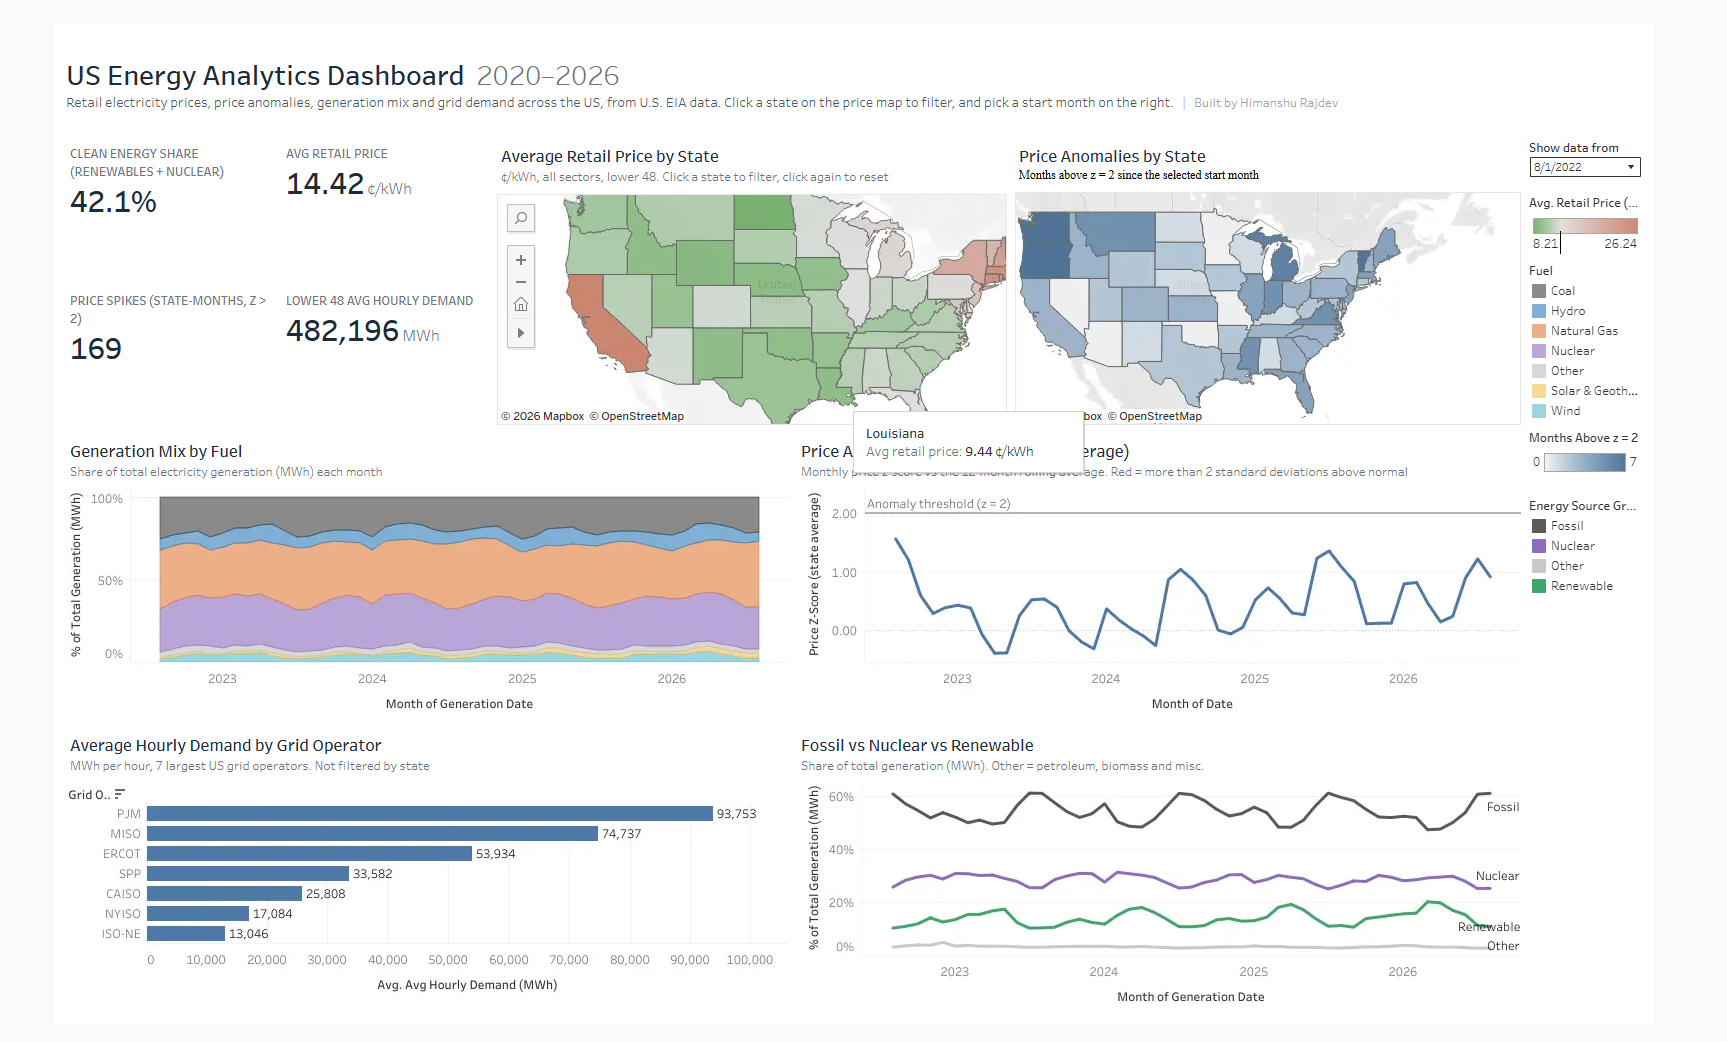 US Energy Analytics Dashboard 2020–2026
Retail electricity prices, price anomalies, generation mix and grid demand across the US, from U.S. EIA data. Click a state on the price map to filter, and pick a start month on the right. | Built by Himanshu Rajdev
CLEAN ENERGY SHARE
(RENEWABLES + NUCLEAR)
42.1%
AVG RETAIL PRICE
14.42 ¢/kWh
PRICE SPIKES (STATE-MONTHS, Z >
2)
169
LOWER 48 AVG HOURLY DEMAND
482,196 MWh
Average Retail Price by State
¢/kWh, all sectors, lower 48. Click a state to filter, click again to reset
United
States
© 2026 Mapbox © OpenStreetMap
Price Anomalies by State
Months above z = 2 since the selected start month
United
box © OpenStreetMap
Louisiana
Avg retail price: 9.44 ¢/kWh
Show data from
8/1/2022
Avg. Retail Price (...
8.21
26.24
Fuel
Coal
Hydro
Natural Gas
Nuclear
Other
Solar & Geoth...
Wind
Months Above z = 2
0
7
Energy Source Gr...
Fossil
Nuclear
Other
Renewable
Generation Mix by Fuel
Share of total electricity generation (MWh) each month
% of Total Generation (MWh)
100%
50%
0%
2023
2024
2025
2026
Month of Generation Date
Price A
erage)
Monthly price z-score vs the 12-month rolling average. Red = more than 2 standard deviations above normal
Price Z-Score (state average)
Anomaly threshold (z = 2)
2.00
1.00
0.00
2023
2024
2025
2026
Month of Date
Average Hourly Demand by Grid Operator
MWh per hour, 7 largest US grid operators. Not filtered by state
Grid O..
PJM 93,753
MISO 74,737
ERCOT 53,934
SPP 33,582
CAISO 25,808
NYISO 17,084
ISO-NE 13,046
0 10,000 20,000 30,000 40,000 50,000 60,000 70,000 80,000 90,000 100,000
Avg. Avg Hourly Demand (MWh)
Fossil vs Nuclear vs Renewable
Share of total generation (MWh). Other = petroleum, biomass and misc.
% of Total Generation (MWh)
60%
40%
20%
0%
Fossil
Nuclear
Renewable
Other
2023
2024
2025
2026
Month of Generation Date